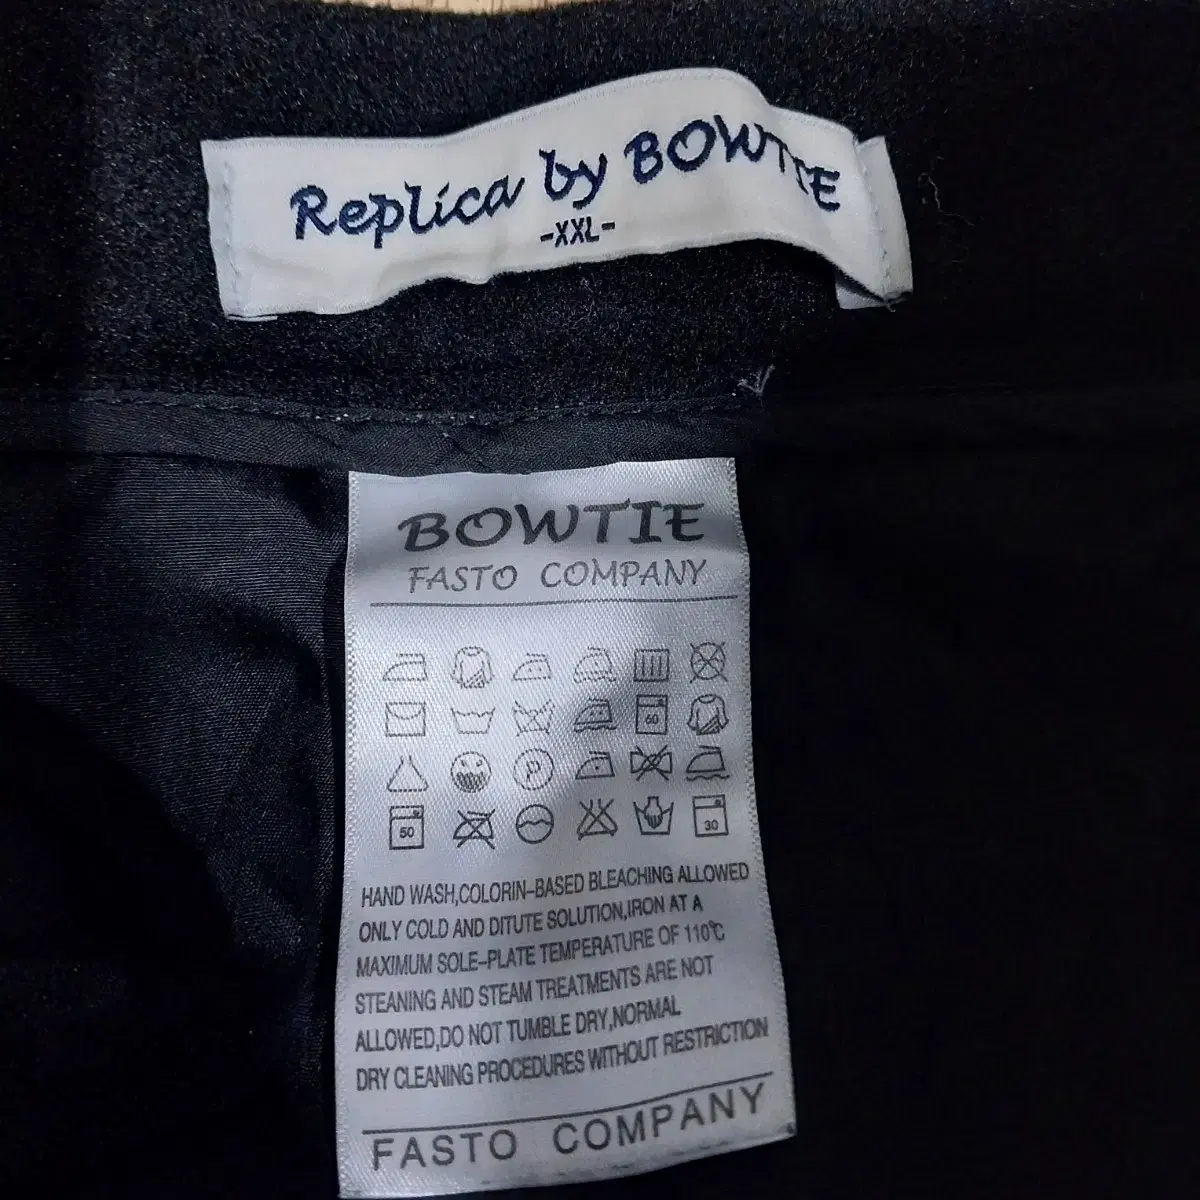 Replica by BOWTIE
-XXL-
BOWTIE
FASTO COMPANY
60
P
50
30
HAND WASH,COLORIN-BASED BLEACHING ALLOWED
ONLY COLD AND DITUTE SOLUTION,IRON AT A
MAXIMUM SOLE-PLATE TEMPERATURE OF 110℃
STEANING AND STEAM TREATMENTS ARE NOT
ALLOWED,DO NOT TUMBLE DRY,NORMAL
DRY CLEANING PROCEDURES WITHOUT RESTRICTION
FASTO COMPANY